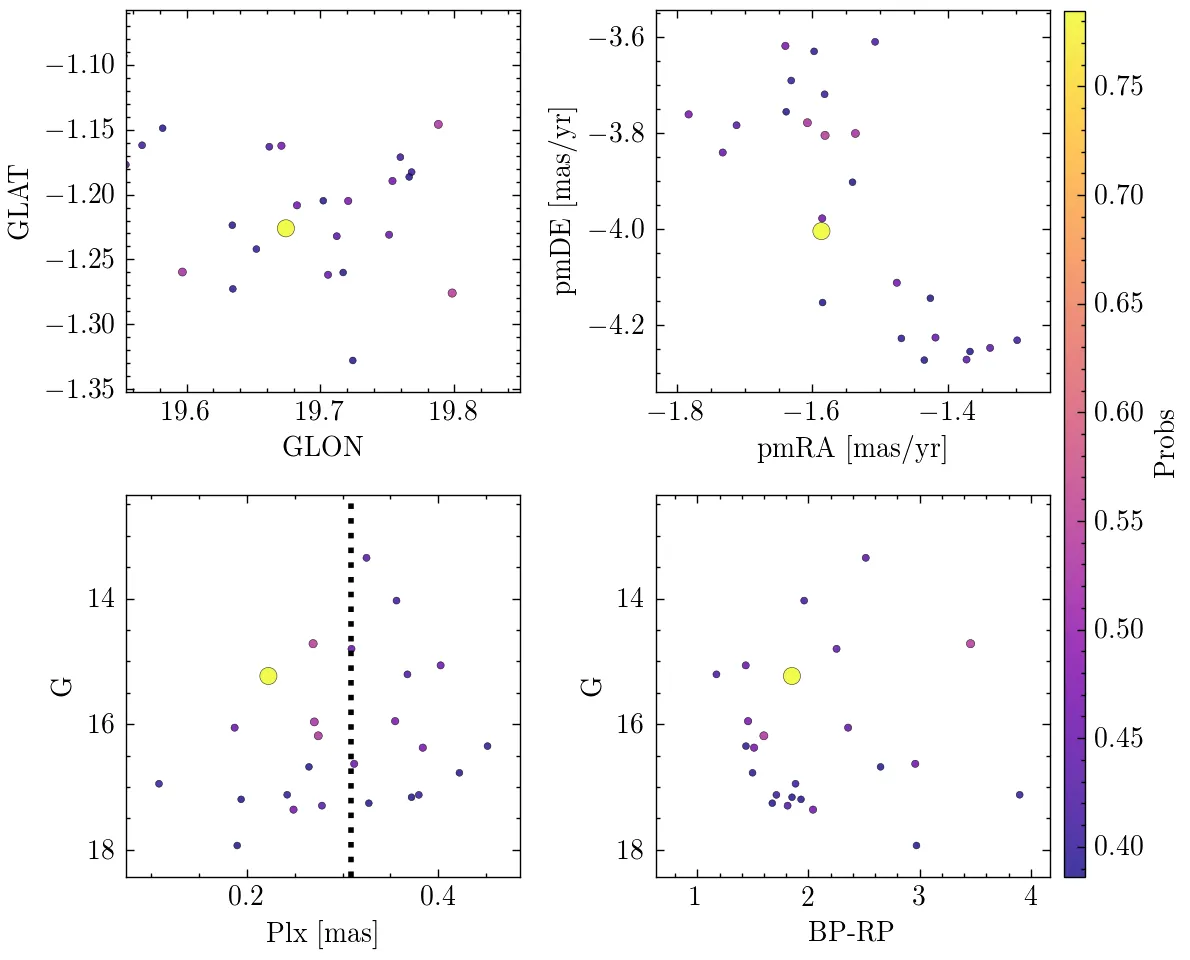 −1.10
−1.15
−1.20
−1.25
−1.30
−1.35
GLAT
19.6 19.7 19.8
GLON
−3.6
−3.8
−4.0
−4.2
pmDE [mas/yr]
−1.8 −1.6 −1.4
pmRA [mas/yr]
0.75
0.70
0.65
0.60
0.55
0.50
0.45
0.40
Probs
14
16
18
G
0.2 0.4
Plx [mas]
14
16
18
G
1 2 3 4
BP-RP